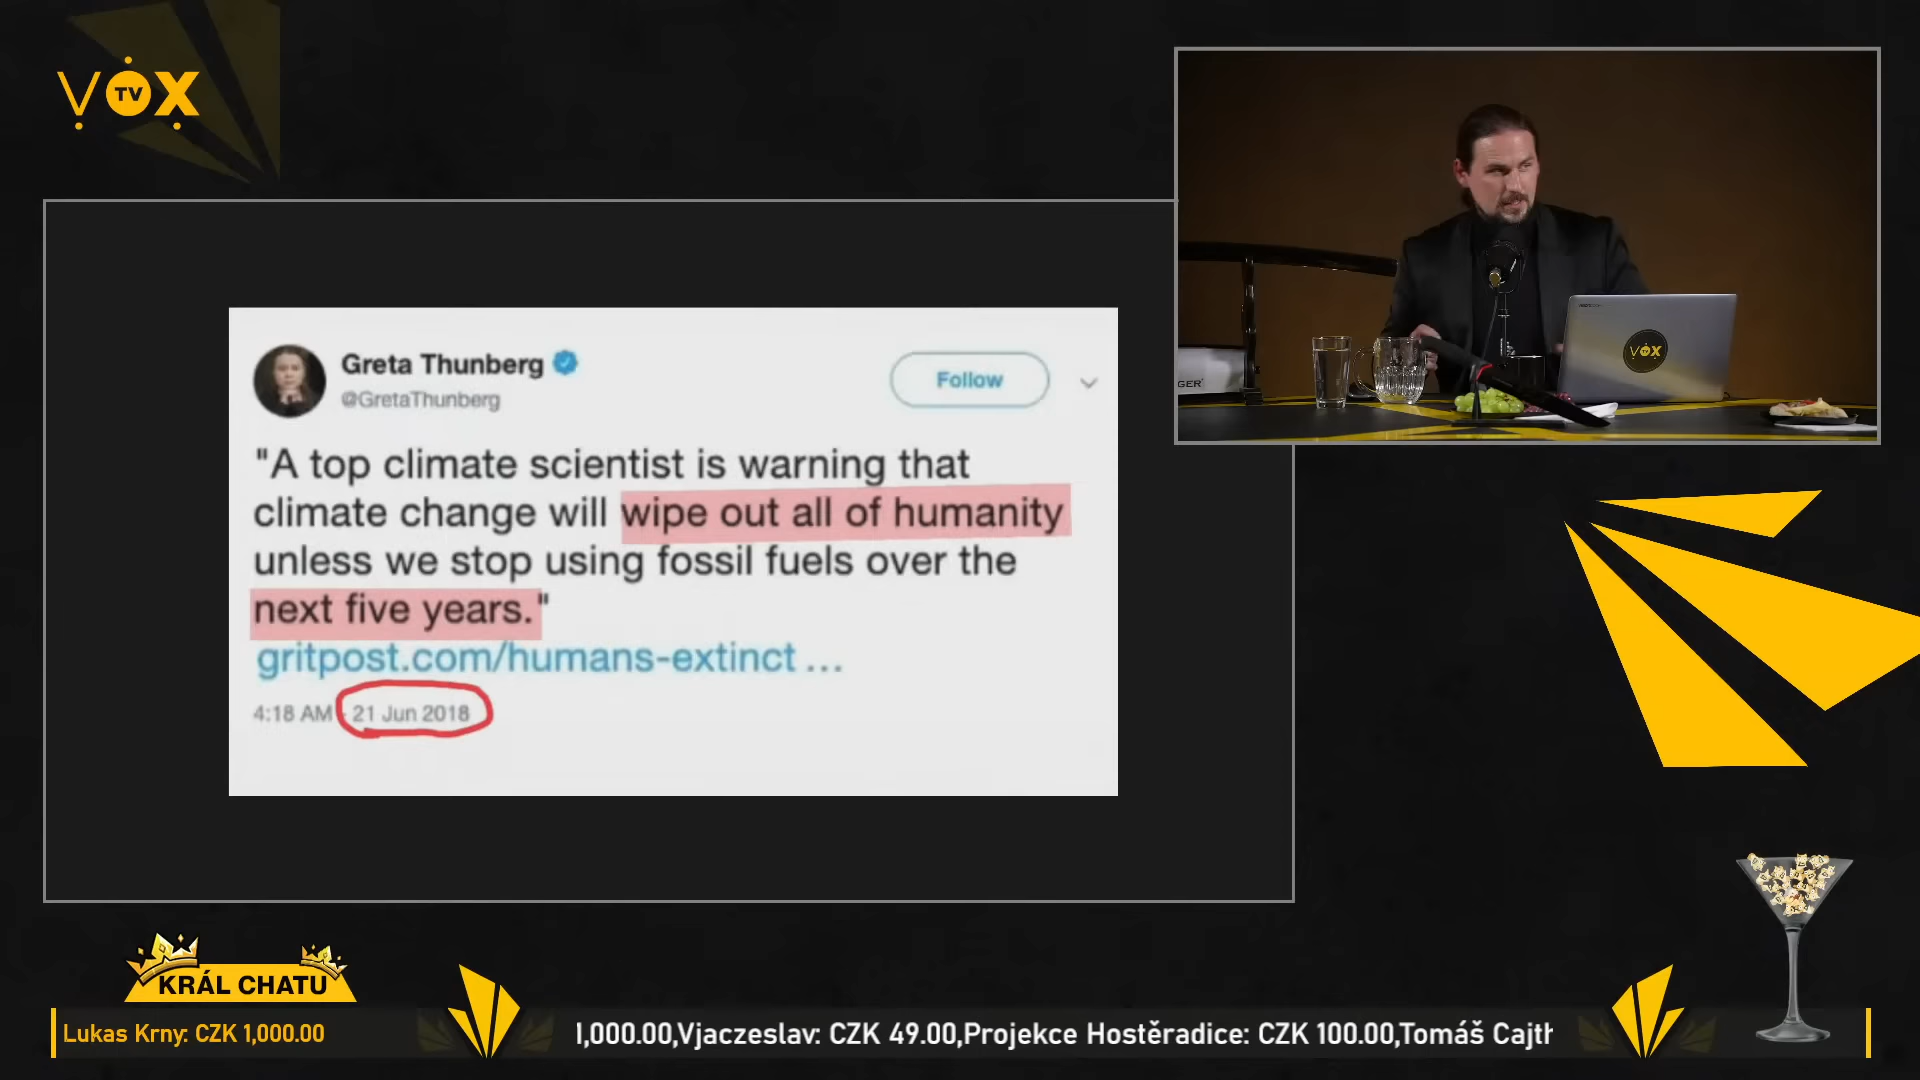 VOX
TV
Greta Thunberg
@GretaThunberg
Follow
"A top climate scientist is warning that
climate change will wipe out all of humanity
unless we stop using fossil fuels over the
next five years."
gritpost.com/humans-extinct ...
4:18 AM - 21 Jun 2018
GER
VOX
KRÁL CHATU
Lukas Krny: CZK 1,000.00
1,000.00,Vjaczeslav: CZK 49.00,Projekce Hostěradice: CZK 100.00,Tomáš Cajth